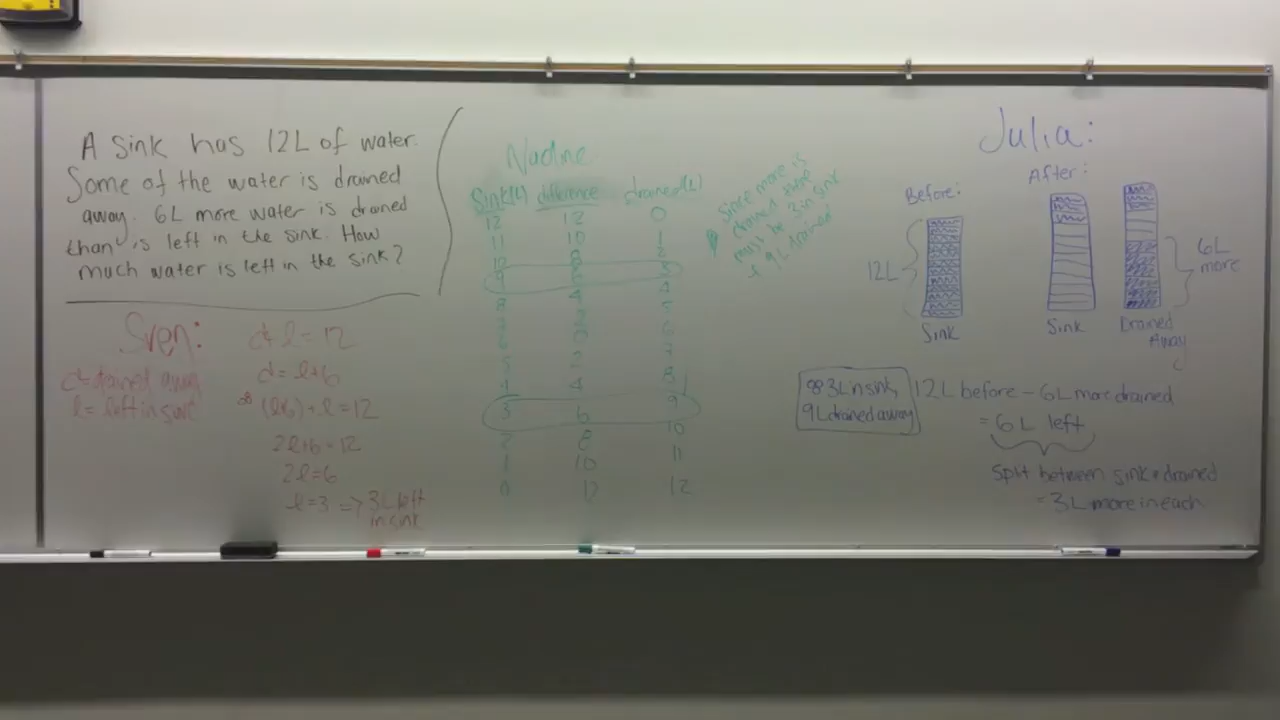 A sink has 12L of water.
Some of the water is drained
away. 6L more water is drained
than is left in the sink. How
much water is left in the sink?
Sven:
d = drained away
l = left in sink
d + l = 12
d = l + 6
(l+6) + l = 12
2l + 6 = 12
2l = 6
l = 3 => 3L left
in sink
Nadine
Sink(L) difference drained(L)
12 12 0
11 10 1
10 8 2
9 6 3
8 4 4
5
6
5 2 7
4 4 8
3 6 9
2 8 10
1 10 11
0 12 12
Since more is
drained there
must be 3 in sink
+ 9L drained
Julia:
Before:
12L
Sink
After:
Sink
Drained
Away
6L
more
3L in sink,
9L drained away
12L before - 6L more drained
= 6L left
Split between sink + drained
= 3L more in each